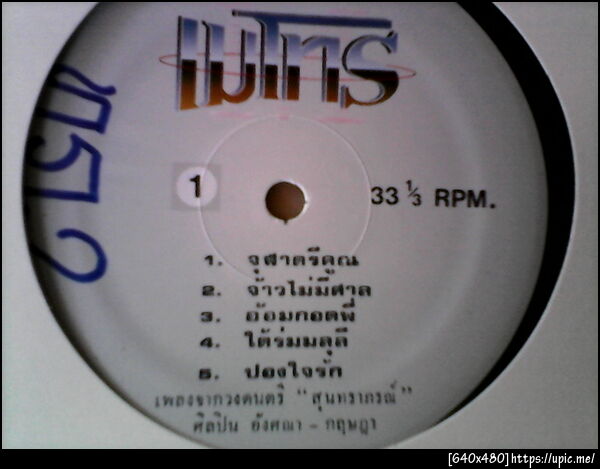 เมโทร
1
33 1/3 RPM.
1. จุฬาตรีคูณ
2. จ้าวไม่มีศาล
3. อ้อมกอดพี่
4. ใต้ร่มมลุลี
5. ปองใจรัก
เพลงจากวงดนตรี "สุนทราภรณ์"
ศิลปิน อังศณา - กฤษฎา
[640x480]https://upic.me/